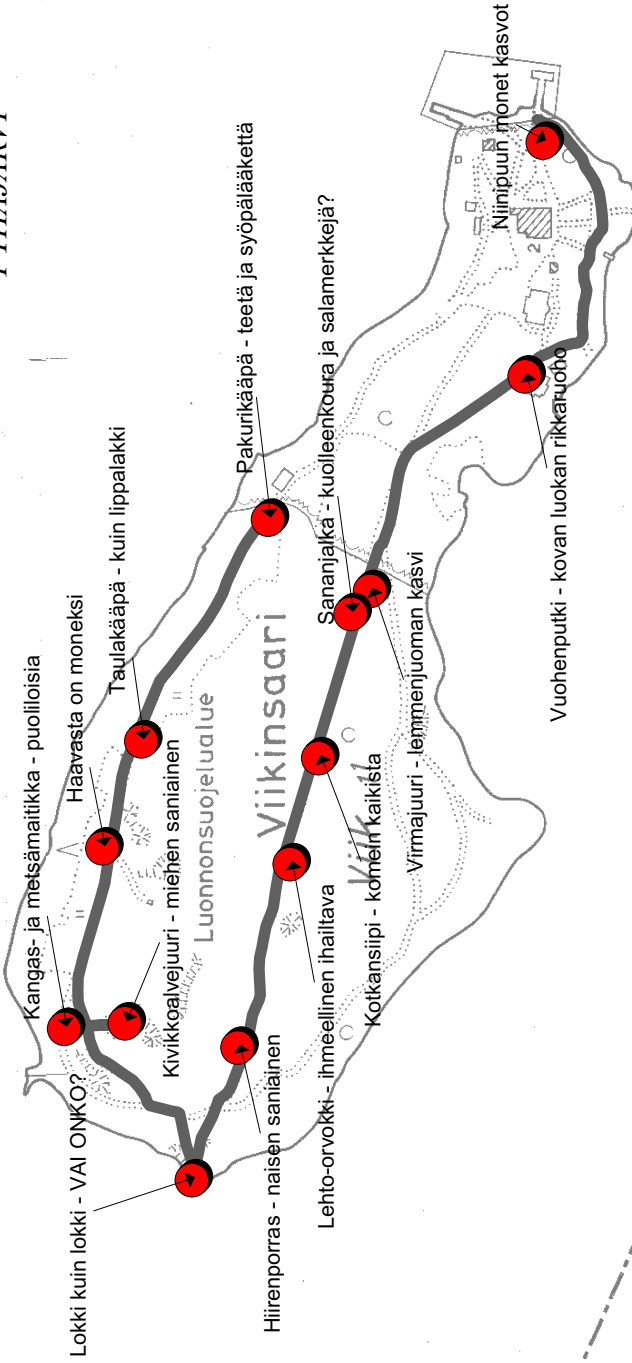 Kangas- ja metsämaitikka - puoliloisia
Haavasta on moneksi
Lokki kuin lokki - VAI ONKO?
Taulakääpä - kuin lippalakki
Kivikkoalvejuuri - miehen saniainen
Luonnonsuojelualue
Pakurikääpä - teetä ja syöpälääkettä
Viikinsaari
Hiirenporras - naisen saniainen
Sananjalka - kuolleenkoura ja salamerkkejä?
Lehto-orvokki - ihmeellinen ihailtava
Kotkansiipi - komein kaikista
Virmajuuri - lemmenjuoman kasvi
Niinipuun monet kasvot
2
Vuohenputki - kovan luokan rikkaruoho